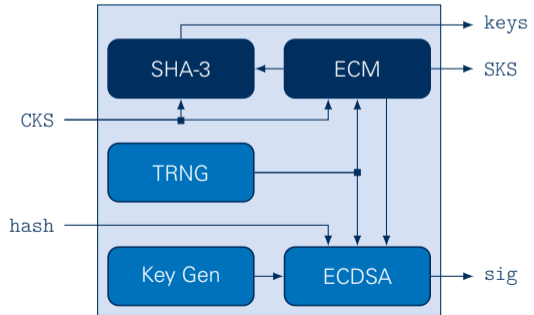 keys
SHA-3
ECM
SKS
CKS
TRNG
hash
Key Gen
ECDSA
sig